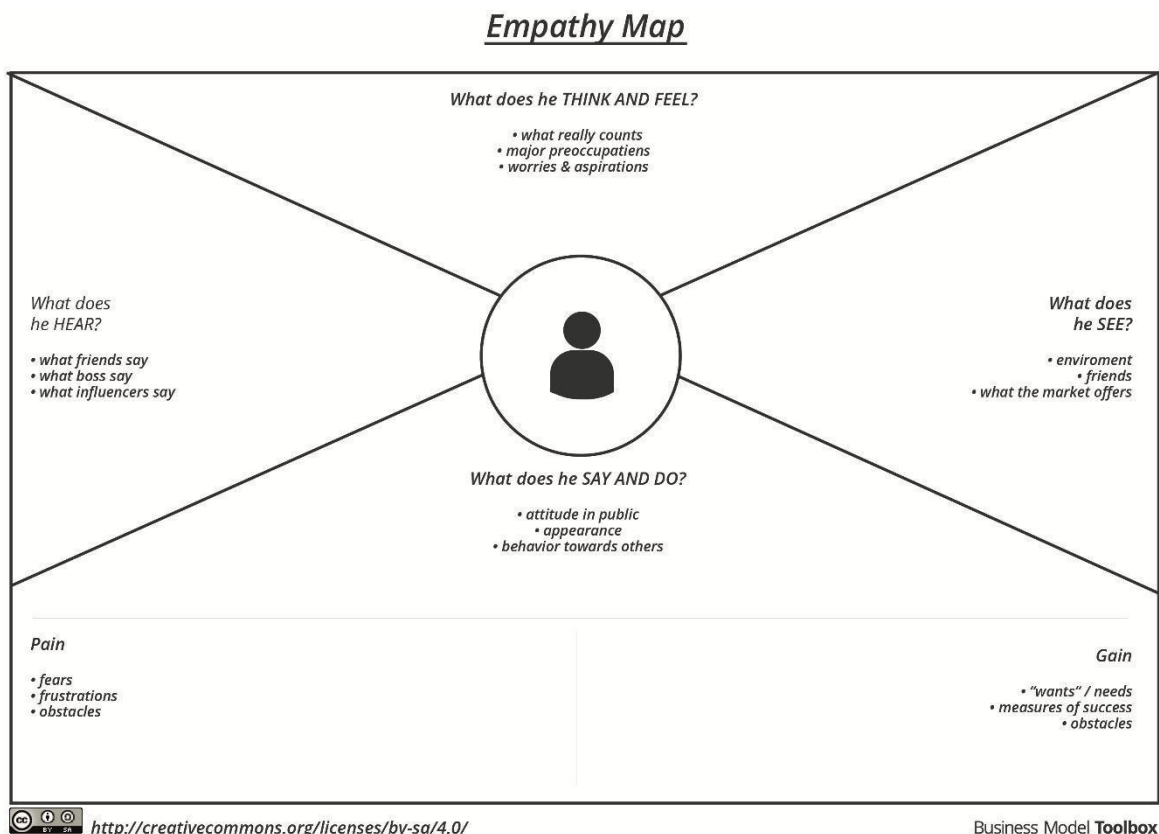 Empathy Map
What does he THINK AND FEEL?
• what really counts
• major preoccupatiens
• worries & aspirations
What does
he HEAR?
• what friends say
• what boss say
• what influencers say
What does
he SEE?
• enviroment
• friends
• what the market offers
What does he SAY AND DO?
• attitude in public
• appearance
• behavior towards others
Pain
• fears
• frustrations
• obstacles
Gain
• “wants” / needs
• measures of success
• obstacles
cc BY SA
http://creativecommons.org/licenses/by-sa/4.0/
Business Model Toolbox